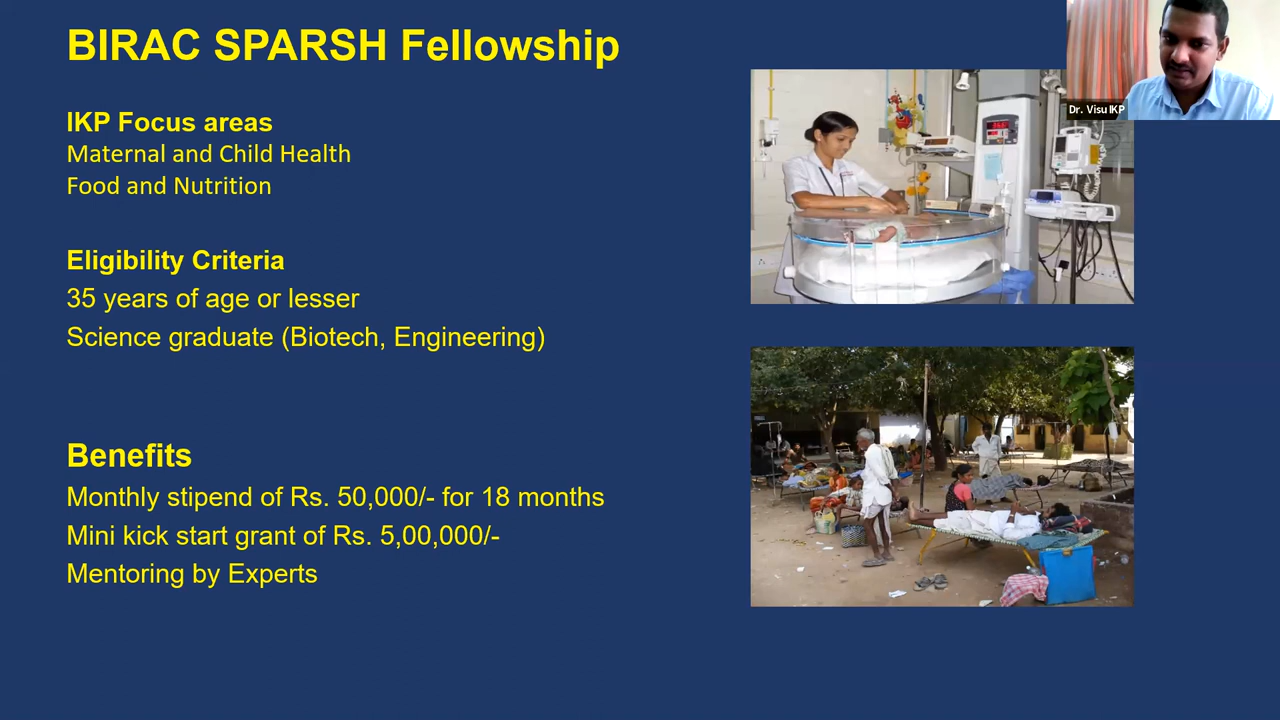 BIRAC SPARSH Fellowship
Dr. Visu IKP
IKP Focus areas
Maternal and Child Health
Food and Nutrition
Eligibility Criteria
35 years of age or lesser
Science graduate (Biotech, Engineering)
Benefits
Monthly stipend of Rs. 50,000/- for 18 months
Mini kick start grant of Rs. 5,00,000/-
Mentoring by Experts